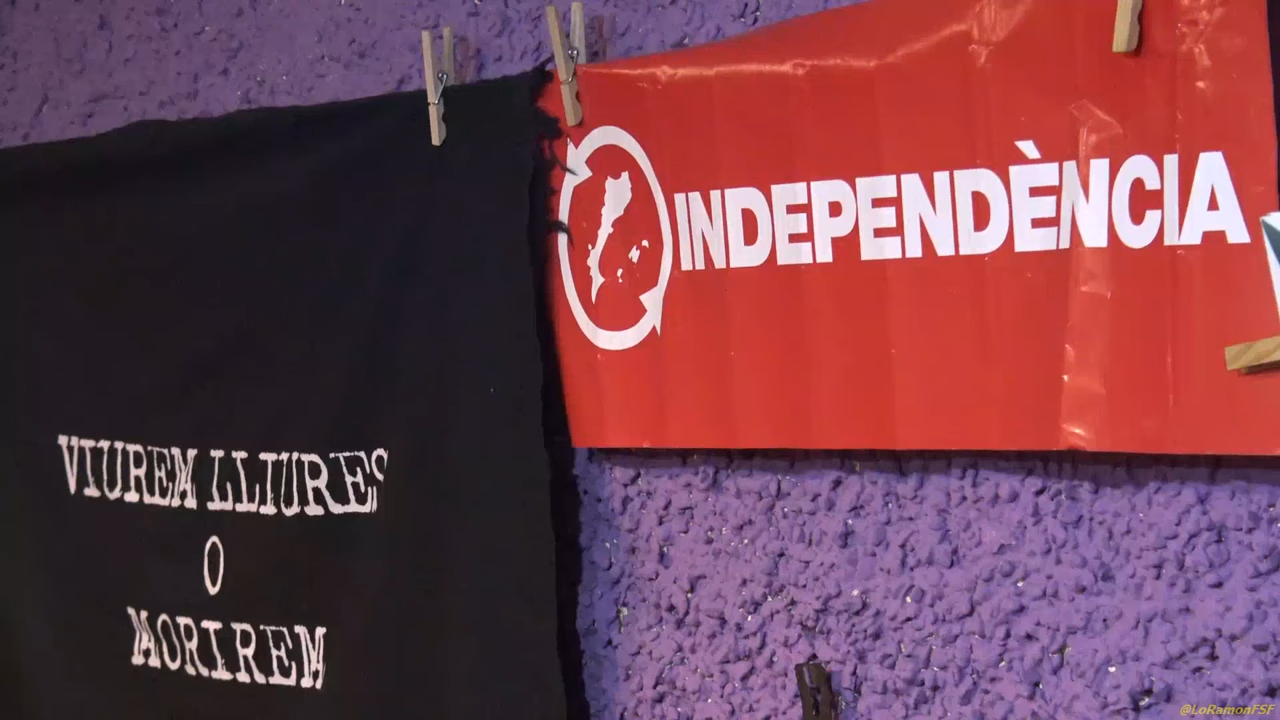 VIUREM LLIURES
O
MORIREM
INDEPENDÈNCIA
@LoRamonFSF